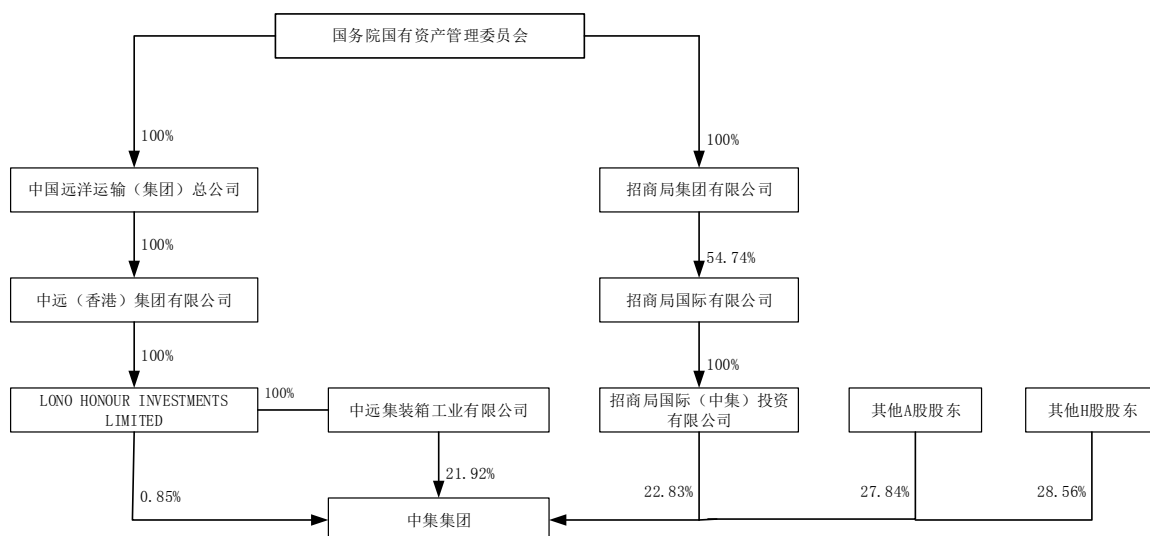 国务院国有资产管理委员会
100%
100%
中国远洋运输（集团）总公司
招商局集团有限公司
100%
54.74%
中远（香港）集团有限公司
招商局国际有限公司
100%
100%
LONO HONOUR INVESTMENTS
LIMITED
100%
中远集装箱工业有限公司
招商局国际（中集）投资
有限公司
其他A股股东
其他H股股东
0.85%
21.92%
22.83%
27.84%
28.56%
中集集团